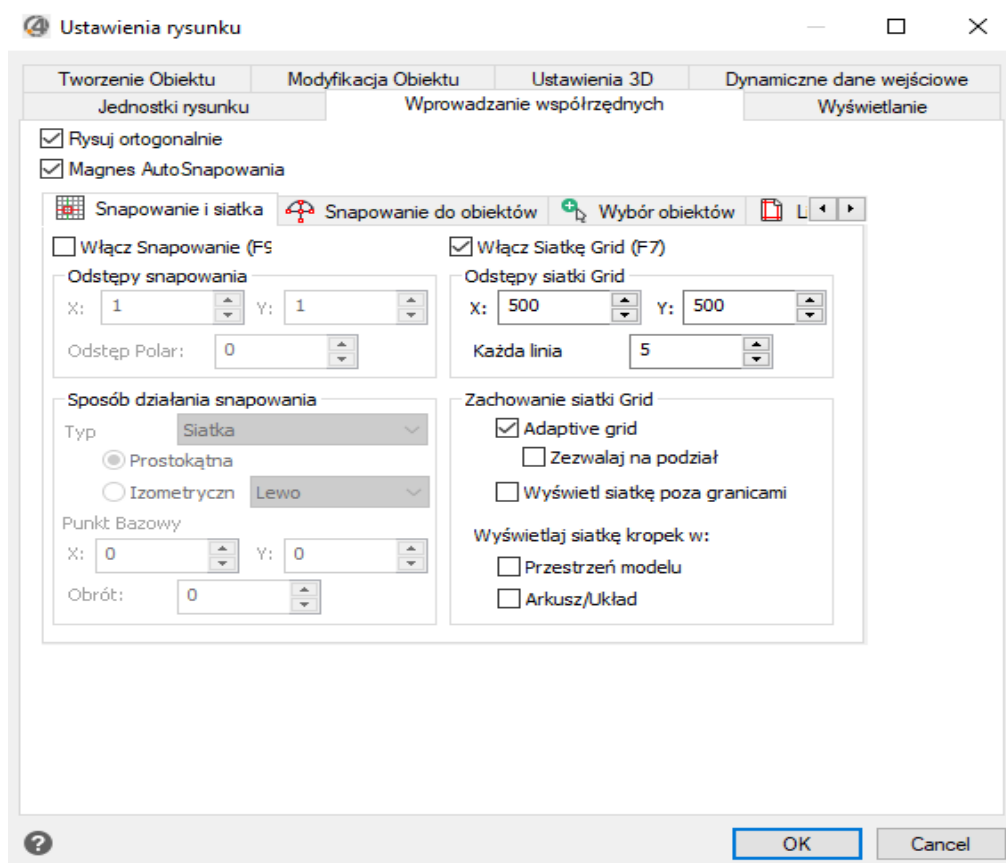 Ustawienia rysunku
Tworzenie Obiektu Modyfikacja Obiektu Ustawienia 3D Dynamiczne dane wejściowe
Jednostki rysunku Wprowadzanie współrzędnych Wyświetlanie
Rysuj ortogonalnie
Magnes AutoSnapowania
Snapowanie i siatka Snapowanie do obiektów Wybór obiektów
Włącz Snapowanie (F9 Włącz Siatkę Grid (F7)
Odstępy snapowania Odstępy siatki Grid
X: 1 Y: 1 X: 500 Y: 500
Odstęp Polar: 0 Każda linia 5
Sposób działania snapowania Zachowanie siatki Grid
Typ Siatka Adaptive grid
Prostokątna Zezwalaj na podział
Izometryczn Lewo Wyświetl siatkę poza granicami
Punkt Bazowy Wyświetlaj siatkę kropek w:
X: 0 Y: 0 Przestrzeń modelu
Obrót: 0 Arkusz/Układ
OK Cancel